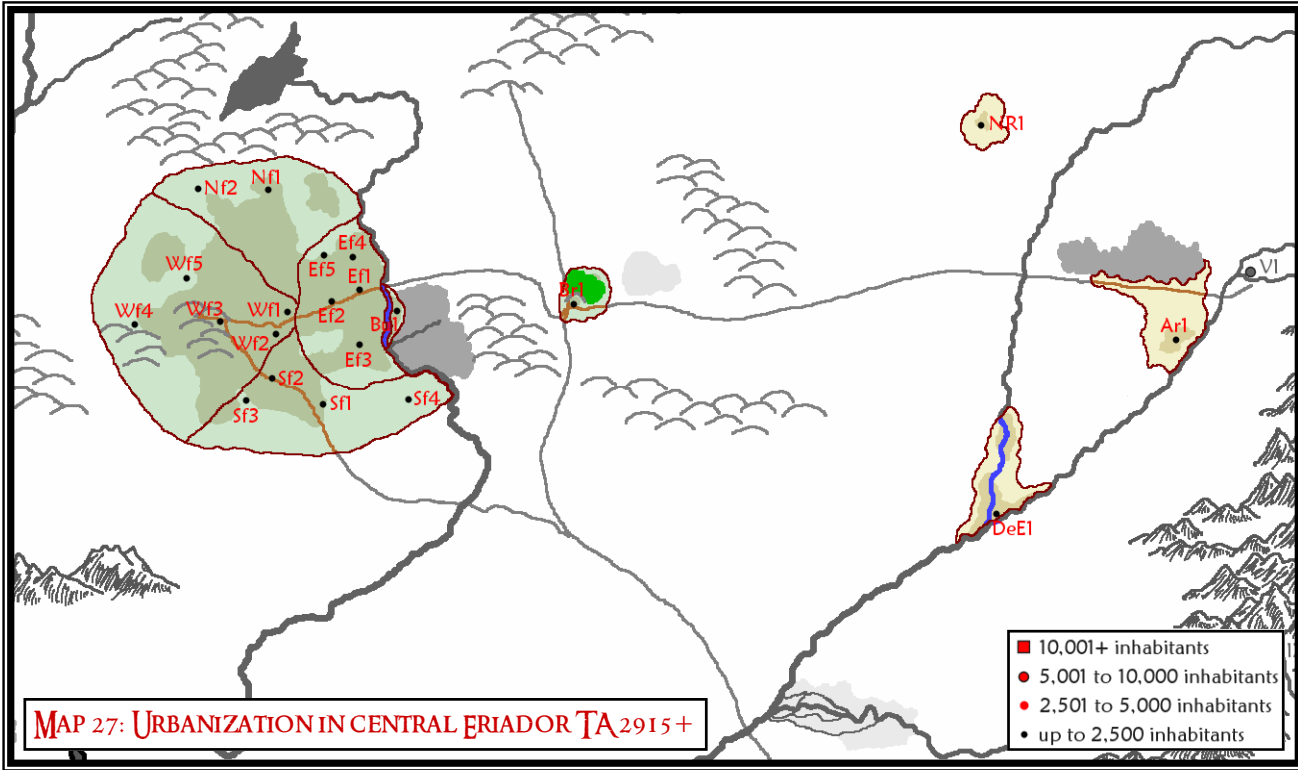 NR1
Nf2
Nf1
Ef4
Ef5
Wf5
Ef1
V1
Br1
Ef2
Wf4
Wf3
Wf1
Wf2
Ef3
Ar1
Sf2
Sf3
Sf1
Sf4
DeE1
10,001+ inhabitants
5,001 to 10,000 inhabitants
2,501 to 5,000 inhabitants
up to 2,500 inhabitants
Map 27: Urbanization in central Eriador TA 2915+